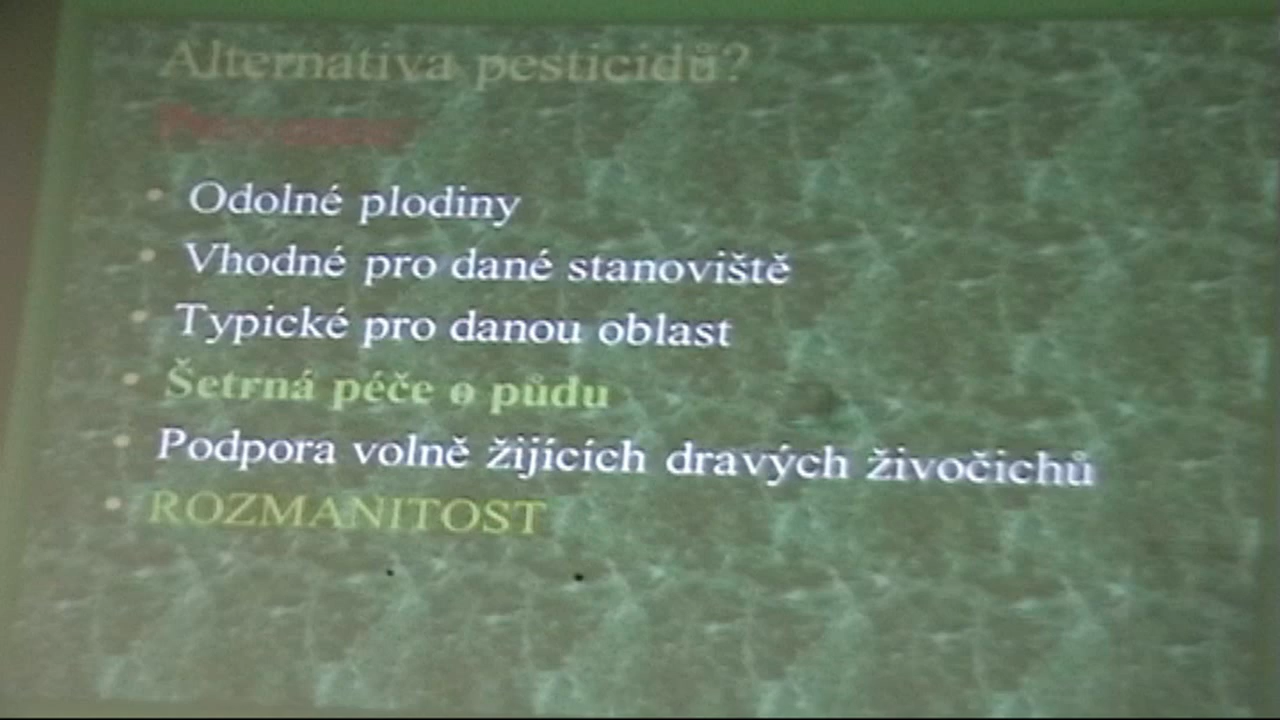 Alternativa pesticidů?
• Odolné plodiny
• Vhodné pro dané stanoviště
• Typické pro danou oblast
• Šetrná péče o půdu
• Podpora volně žijících dravých živočichů
• ROZMANITOST